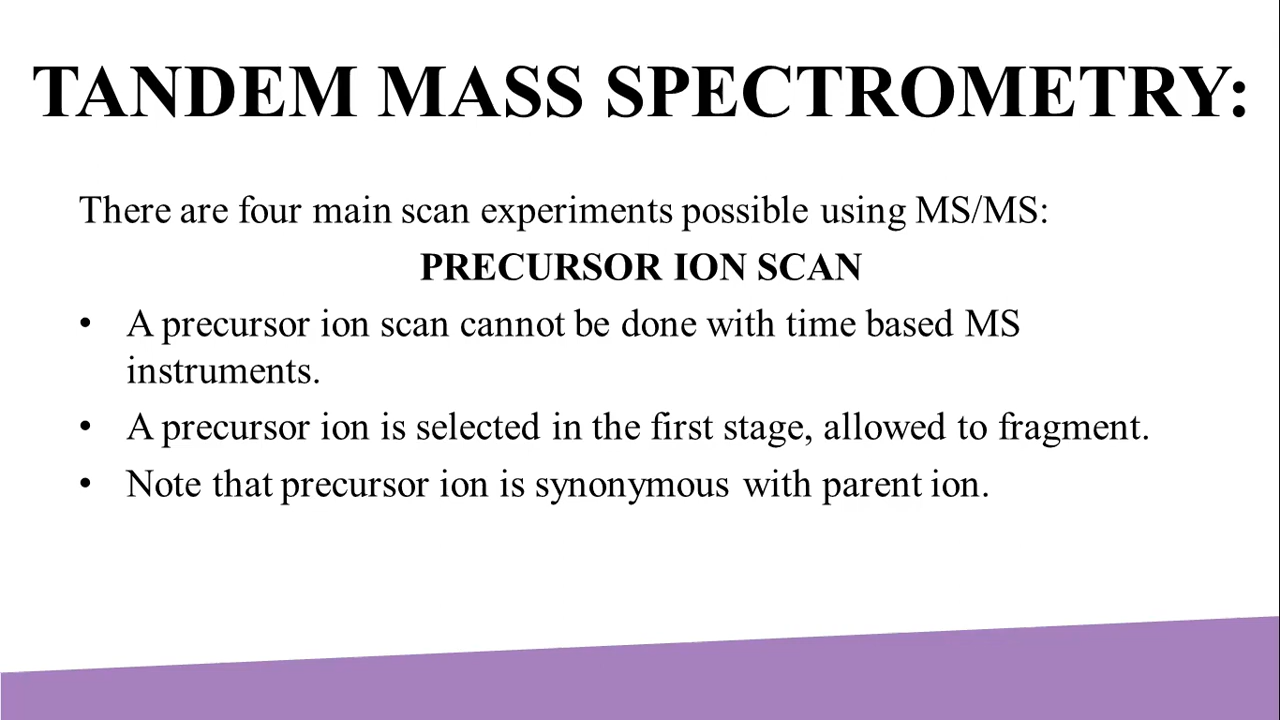 TANDEM MASS SPECTROMETRY:
There are four main scan experiments possible using MS/MS:
PRECURSOR ION SCAN
• A precursor ion scan cannot be done with time based MS
instruments.
• A precursor ion is selected in the first stage, allowed to fragment.
• Note that precursor ion is synonymous with parent ion.